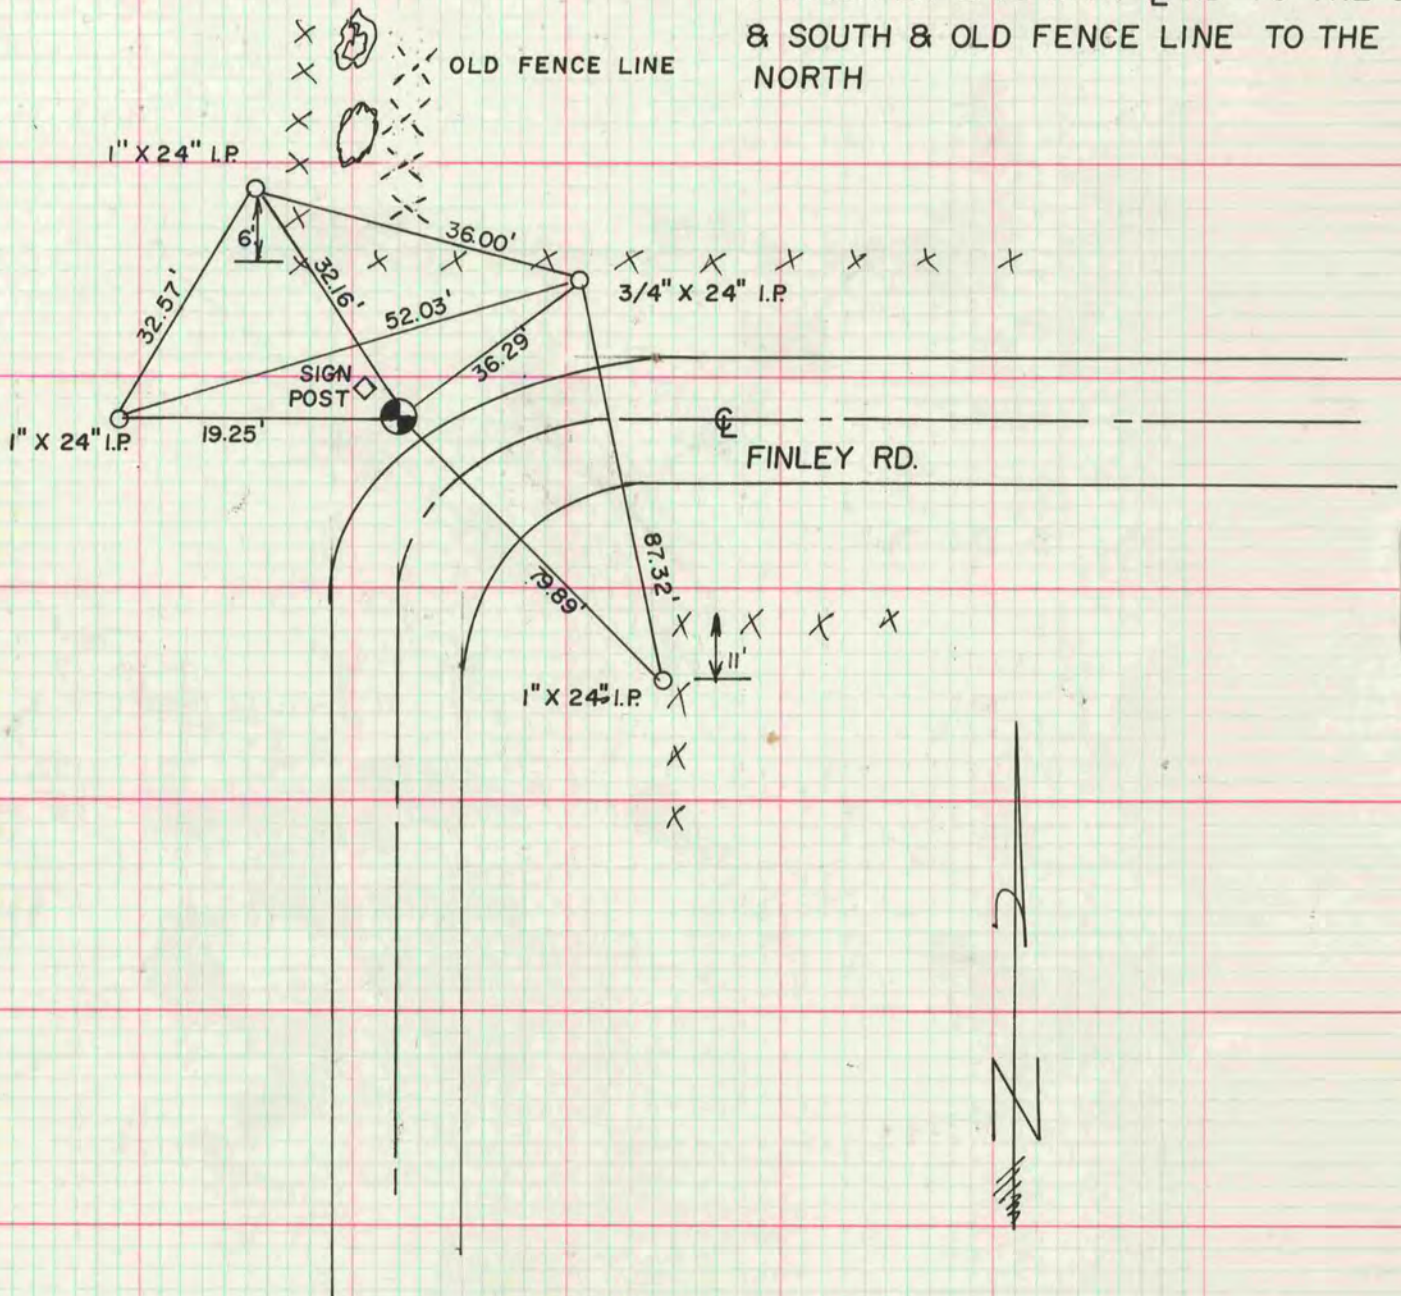 & SOUTH & OLD FENCE LINE TO THE
NORTH
OLD FENCE LINE
1" X 24" I.P.
6'
36.00'
32.57'
32.16'
52.03'
3/4" X 24" I.P.
36.29'
SIGN
POST
1" X 24" I.P.
19.25'
℄
FINLEY RD.
87.32'
79.89'
11'
1" X 24" I.P.
N